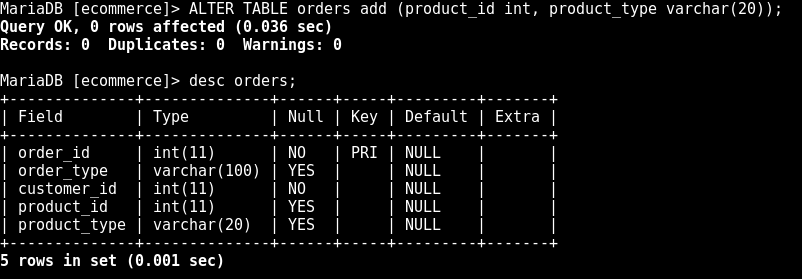 MariaDB [ecommerce]> ALTER TABLE orders add (product_id int, product_type varchar(20));
Query OK, 0 rows affected (0.036 sec)
Records: 0  Duplicates: 0  Warnings: 0

MariaDB [ecommerce]> desc orders;
+--------------+--------------+------+-----+---------+-------+
| Field        | Type         | Null | Key | Default | Extra |
+--------------+--------------+------+-----+---------+-------+
| order_id     | int(11)      | NO   | PRI | NULL    |       |
| order_type   | varchar(100) | YES  |     | NULL    |       |
| customer_id  | int(11)      | NO   |     | NULL    |       |
| product_id   | int(11)      | YES  |     | NULL    |       |
| product_type | varchar(20)  | YES  |     | NULL    |       |
+--------------+--------------+------+-----+---------+-------+
5 rows in set (0.001 sec)